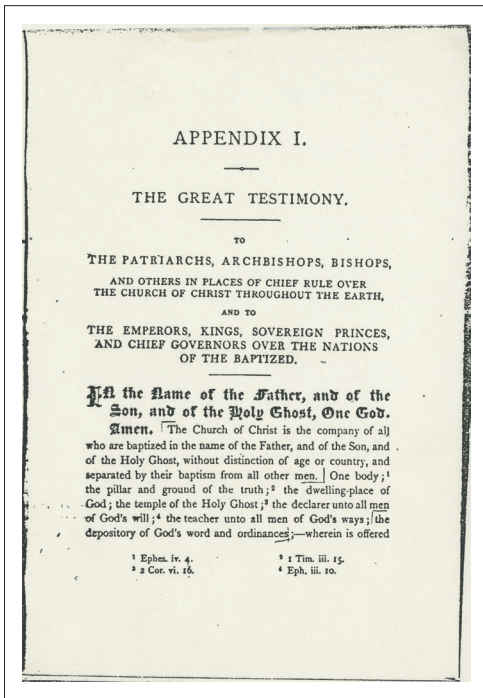 APPENDIX I.
THE GREAT TESTIMONY.
TO
THE PATRIARCHS, ARCHBISHOPS, BISHOPS,
AND OTHERS IN PLACES OF CHIEF RULE OVER
THE CHURCH OF CHRIST THROUGHOUT THE EARTH,
AND TO
THE EMPERORS, KINGS, SOVEREIGN PRINCES,
AND CHIEF GOVERNORS OVER THE NATIONS
OF THE BAPTIZED.
In the Name of the Father, and of the
Son, and of the Holy Ghost, One God.
Amen. The Church of Christ is the company of all
who are baptized in the name of the Father, and of the Son, and
of the Holy Ghost, without distinction of age or country, and
separated by their baptism from all other men. One body;¹
the pillar and ground of the truth;² the dwelling-place of
God; the temple of the Holy Ghost;³ the declarer unto all men
of God's will;⁴ the teacher unto all men of God's ways; the
depository of God's word and ordinances;—wherein is offered
¹ Ephes. iv. 4. ² 1 Tim. iii. 15.
³ 2 Cor. vi. 16. ⁴ Eph. iii. 10.